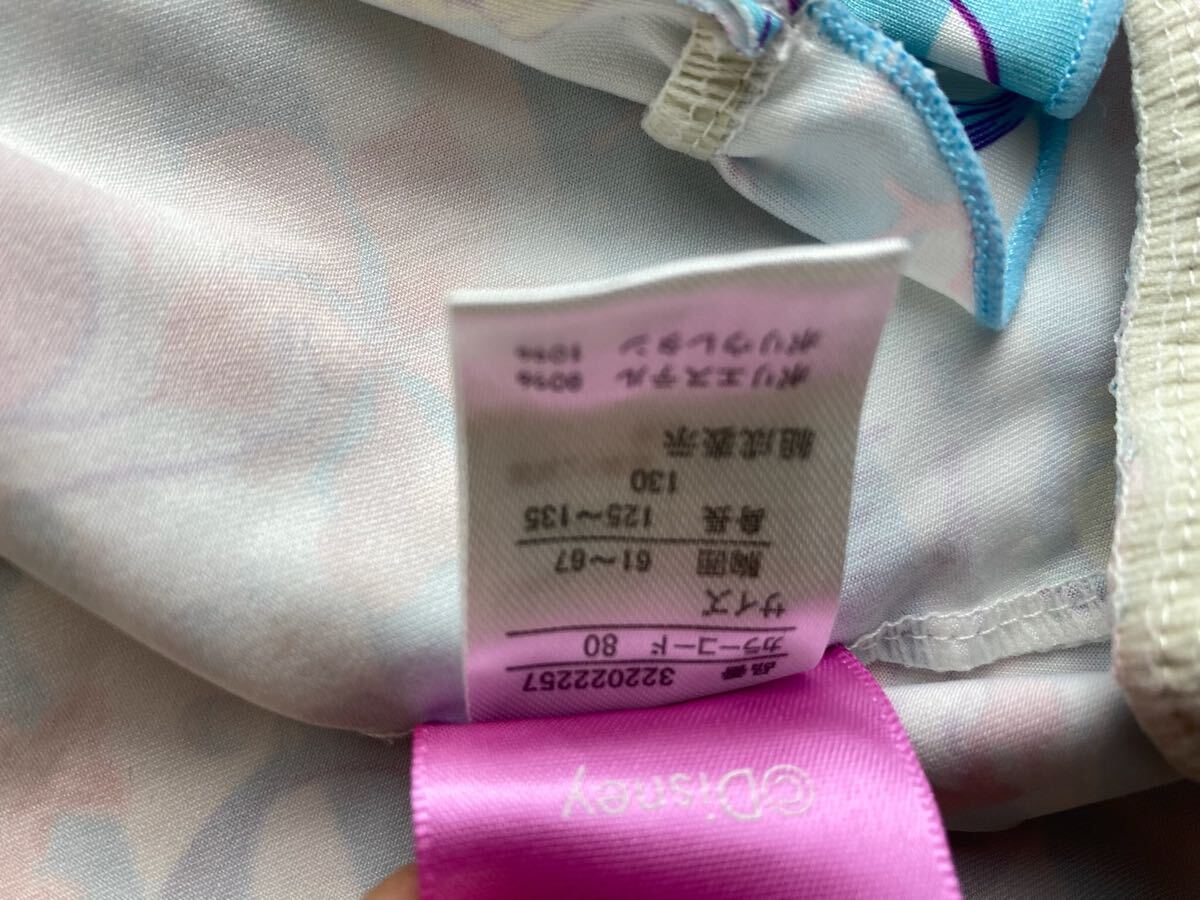 ©Disney
品番 322022257
カラーコード 80
サイズ
胸囲 61～67
身長 125～135
130
組成表示
ポリエステル 90%
ポリウレタン 10%